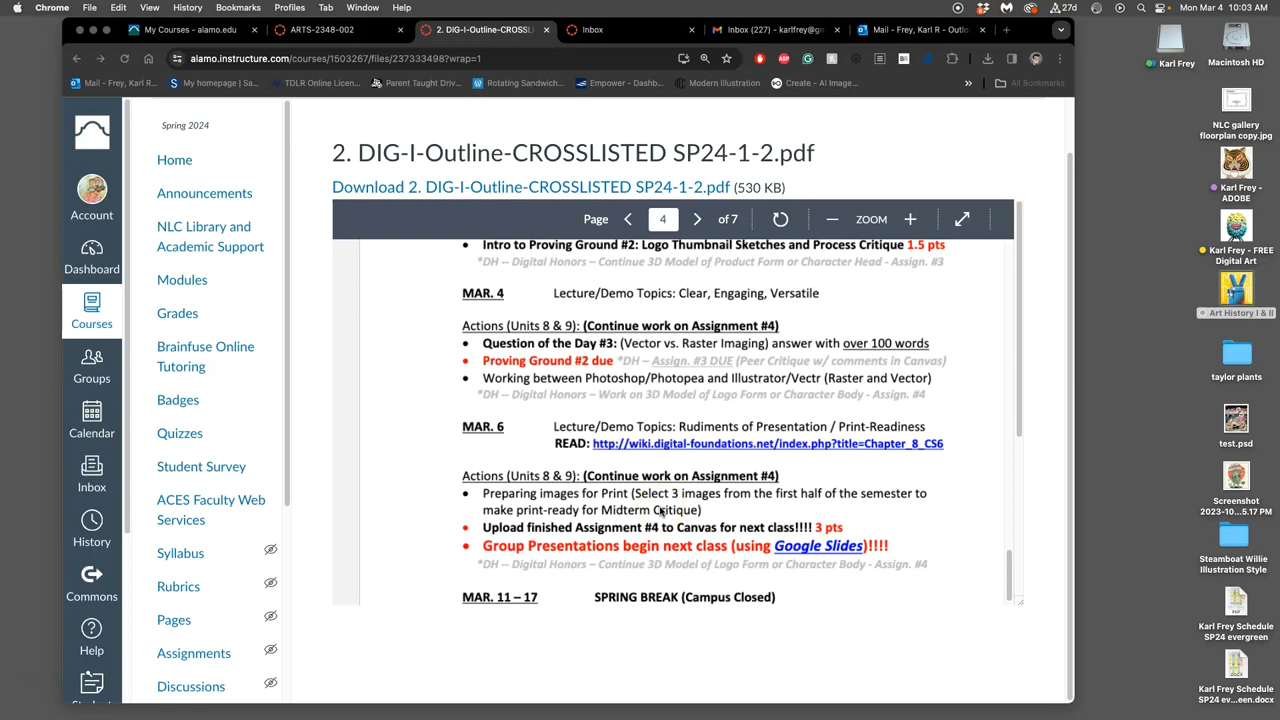 Chrome File Edit View History Bookmarks Profiles Tab Window Help
27d Mon Mar 4 10:03 AM
My Courses - alamo.edu ARTS-2348-002 2. DIG-I-Outline-CROSSLISTED Inbox Inbox (227) - karlfrey@gm Mail - Frey, Karl R - Outlo
alamo.instructure.com/courses/1503267/files/237333498?wrap=1
Mail - Frey, Karl R... My homepage | Sa... TDLR Online Licen... Parent Taught Driv... Rotating Sandwich... Empower - Dashb... Modern Illustration Create - AI Image... All Bookmarks
Account
Dashboard
Courses
Groups
Calendar
Inbox
History
Commons
Help
Spring 2024
Home
Announcements
NLC Library and
Academic Support
Modules
Grades
Brainfuse Online
Tutoring
Badges
Quizzes
Student Survey
ACES Faculty Web
Services
Syllabus
Rubrics
Pages
Assignments
Discussions
2. DIG-I-Outline-CROSSLISTED SP24-1-2.pdf
Download 2. DIG-I-Outline-CROSSLISTED SP24-1-2.pdf (530 KB)
Page 4 of 7 ZOOM
• Intro to Proving Ground #2: Logo Thumbnail Sketches and Process Critique 1.5 pts
*DH -- Digital Honors – Continue 3D Model of Product Form or Character Head - Assign. #3
MAR. 4 Lecture/Demo Topics: Clear, Engaging, Versatile
Actions (Units 8 & 9): (Continue work on Assignment #4)
• Question of the Day #3: (Vector vs. Raster Imaging) answer with over 100 words
• Proving Ground #2 due *DH – Assign. #3 DUE (Peer Critique w/ comments in Canvas)
• Working between Photoshop/Photopea and Illustrator/Vectr (Raster and Vector)
*DH -- Digital Honors – Work on 3D Model of Logo Form or Character Body - Assign. #4
MAR. 6 Lecture/Demo Topics: Rudiments of Presentation / Print-Readiness
READ: http://wiki.digital-foundations.net/index.php?title=Chapter_8_CS6
Actions (Units 8 & 9): (Continue work on Assignment #4)
• Preparing images for Print (Select 3 images from the first half of the semester to
make print-ready for Midterm Critique)
• Upload finished Assignment #4 to Canvas for next class!!!! 3 pts
• Group Presentations begin next class (using Google Slides)!!!!
*DH -- Digital Honors – Continue 3D Model of Logo Form or Character Body - Assign. #4
MAR. 11 – 17 SPRING BREAK (Campus Closed)
Karl Frey
Macintosh HD
NLC gallery
floorplan copy.jpg
Karl Frey -
ADOBE
Karl Frey - FREE
Digital Art
Art History I & II
taylor plants
test.psd
Screenshot
2023-10...5.17 PM
Steamboat Willie
Illustration Style
Karl Frey Schedule
SP24 evergreen
Karl Frey Schedule
SP24 ev...een.docx